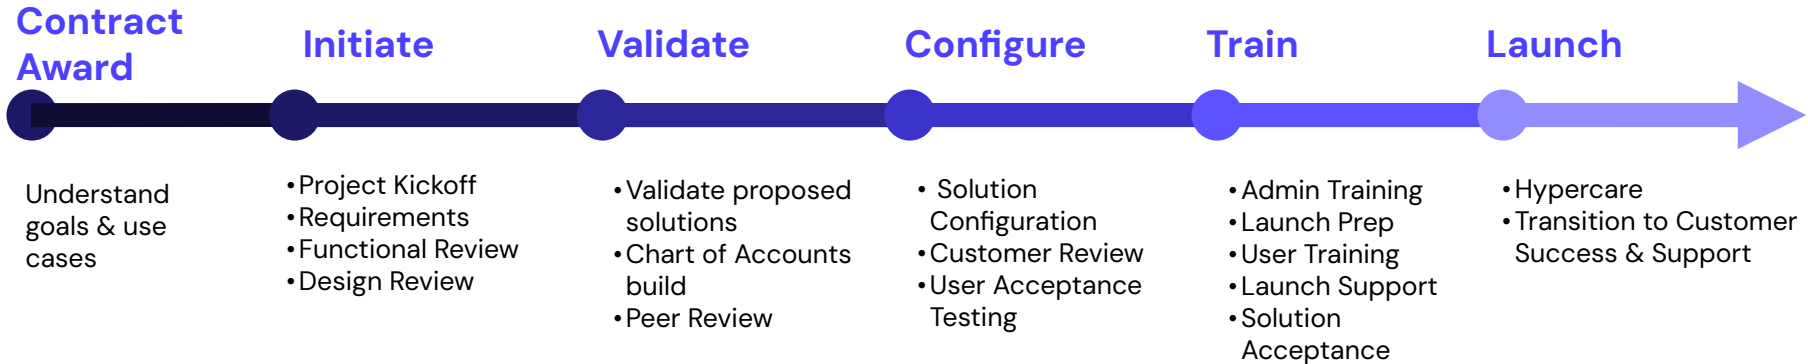 Contract
Award
Initiate
Validate
Configure
Train
Launch
Understand
goals & use
cases
•Project Kickoff
•Requirements
•Functional Review
•Design Review
•Validate proposed
solutions
•Chart of Accounts
build
•Peer Review
• Solution
Configuration
•Customer Review
•User Acceptance
Testing
•Admin Training
•Launch Prep
•User Training
•Launch Support
•Solution
Acceptance
•Hypercare
•Transition to Customer
Success & Support